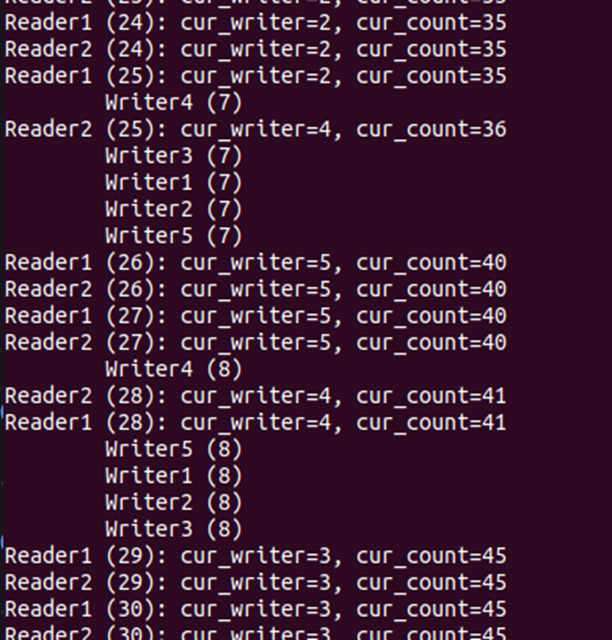 Reader1 (24): cur_writer=2, cur_count=35
Reader2 (24): cur_writer=2, cur_count=35
Reader1 (25): cur_writer=2, cur_count=35
Writer4 (7)
Reader2 (25): cur_writer=4, cur_count=36
Writer3 (7)
Writer1 (7)
Writer2 (7)
Writer5 (7)
Reader1 (26): cur_writer=5, cur_count=40
Reader2 (26): cur_writer=5, cur_count=40
Reader1 (27): cur_writer=5, cur_count=40
Reader2 (27): cur_writer=5, cur_count=40
Writer4 (8)
Reader2 (28): cur_writer=4, cur_count=41
Reader1 (28): cur_writer=4, cur_count=41
Writer5 (8)
Writer1 (8)
Writer2 (8)
Writer3 (8)
Reader1 (29): cur_writer=3, cur_count=45
Reader2 (29): cur_writer=3, cur_count=45
Reader1 (30): cur_writer=3, cur_count=45
Reader2 (30): cur_writer=3, cur_count=45